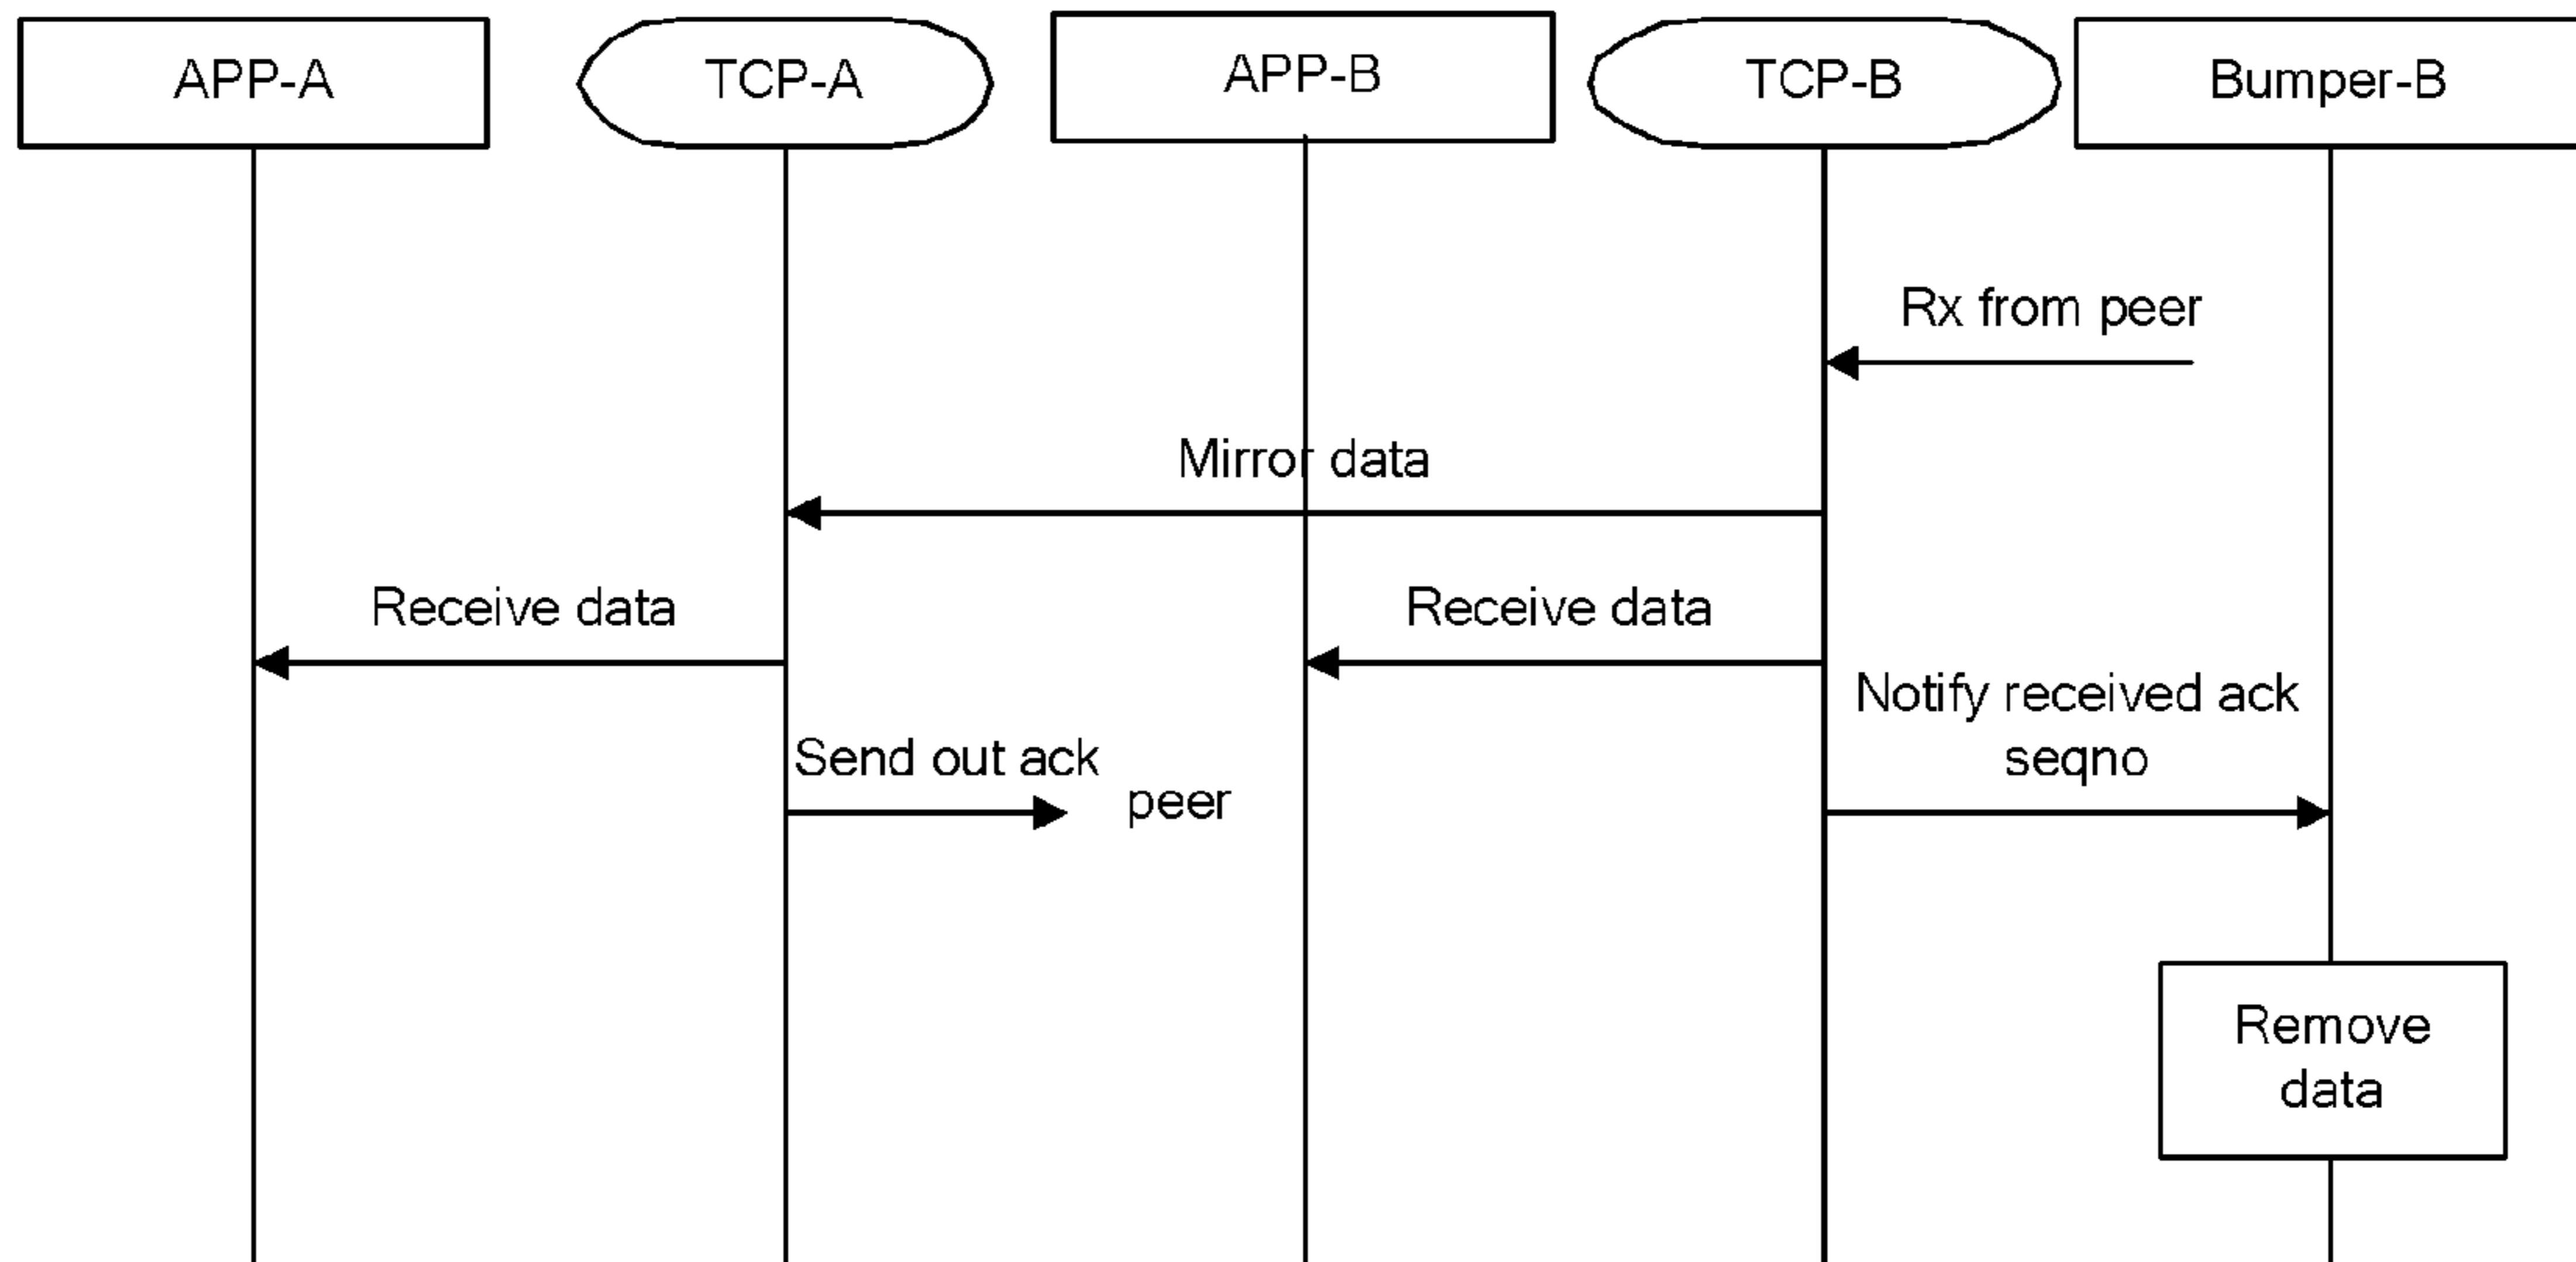 APP-A
TCP-A
APP-B
TCP-B
Bumper-B
Rx from peer
Mirror data
Receive data
Receive data
Notify received ack
seqno
Send out ack
peer
Remove
data